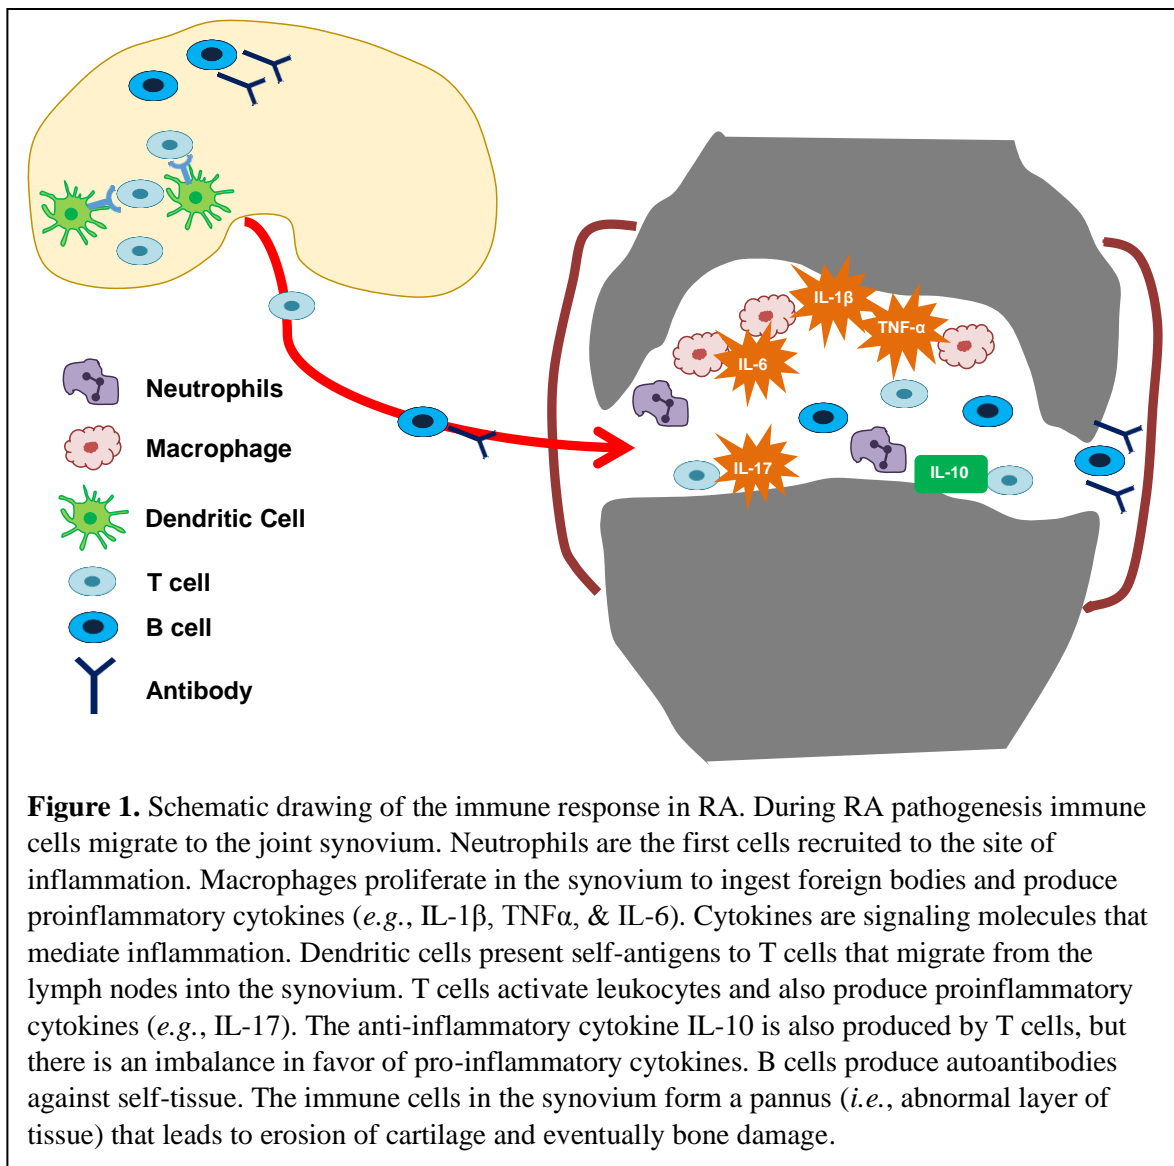 IL-1β
TNF-α
IL-6
IL-17
IL-10
Neutrophils
Macrophage
Dendritic Cell
T cell
B cell
Antibody
Figure 1. Schematic drawing of the immune response in RA. During RA pathogenesis immune
cells migrate to the joint synovium. Neutrophils are the first cells recruited to the site of
inflammation. Macrophages proliferate in the synovium to ingest foreign bodies and produce
proinflammatory cytokines (e.g., IL-1β, TNFα, & IL-6). Cytokines are signaling molecules that
mediate inflammation. Dendritic cells present self-antigens to T cells that migrate from the
lymph nodes into the synovium. T cells activate leukocytes and also produce proinflammatory
cytokines (e.g., IL-17). The anti-inflammatory cytokine IL-10 is also produced by T cells, but
there is an imbalance in favor of pro-inflammatory cytokines. B cells produce autoantibodies
against self-tissue. The immune cells in the synovium form a pannus (i.e., abnormal layer of
tissue) that leads to erosion of cartilage and eventually bone damage.